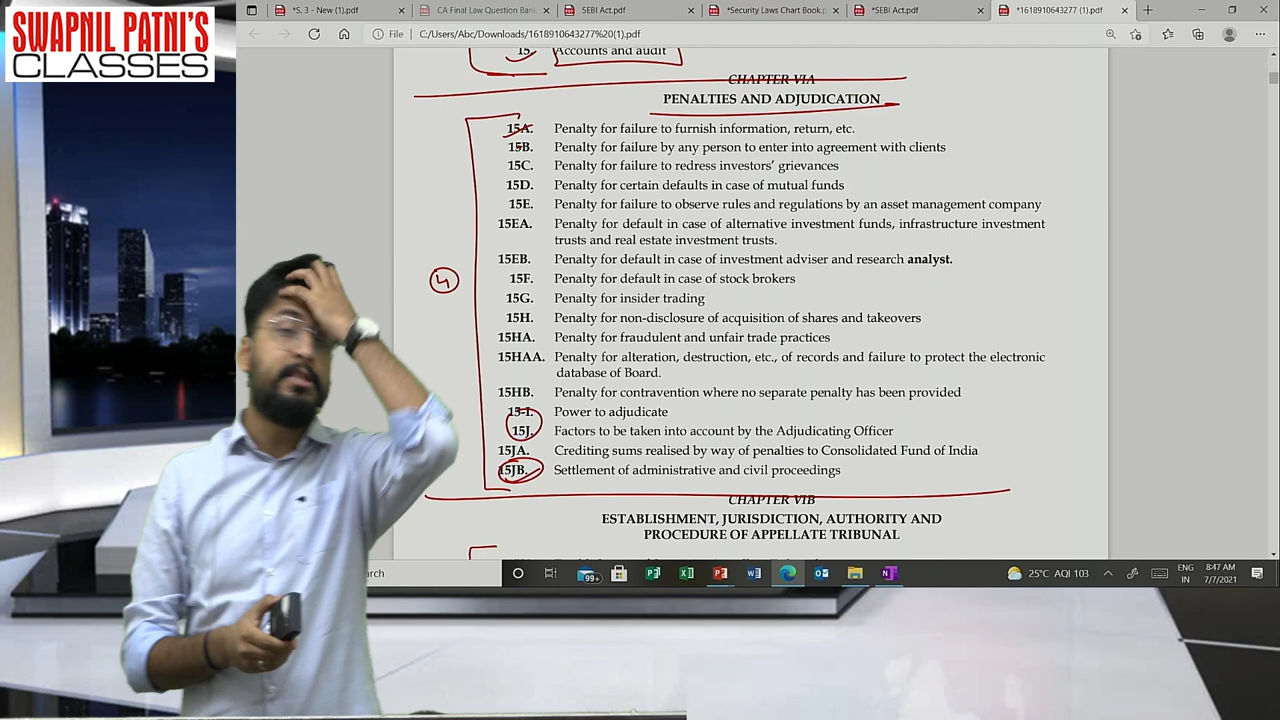 SWAPNIL PATNI'S
CLASSES
*S. 3 - New (1).pdf
CA Final Law Question Bank
SEBI Act.pdf
*Security Laws Chart Book.p
*SEBI Act.pdf
*1618910643277 (1).pdf
File
C:/Users/Abc/Downloads/1618910643277%20(1).pdf
15. Accounts and audit
CHAPTER VIA
PENALTIES AND ADJUDICATION
15A. Penalty for failure to furnish information, return, etc.
15B. Penalty for failure by any person to enter into agreement with clients
15C. Penalty for failure to redress investors' grievances
15D. Penalty for certain defaults in case of mutual funds
15E. Penalty for failure to observe rules and regulations by an asset management company
15EA. Penalty for default in case of alternative investment funds, infrastructure investment
trusts and real estate investment trusts.
15EB. Penalty for default in case of investment adviser and research analyst.
4
15F. Penalty for default in case of stock brokers
15G. Penalty for insider trading
15H. Penalty for non-disclosure of acquisition of shares and takeovers
15HA. Penalty for fraudulent and unfair trade practices
15HAA. Penalty for alteration, destruction, etc., of records and failure to protect the electronic
database of Board.
15HB. Penalty for contravention where no separate penalty has been provided
15-I. Power to adjudicate
15J. Factors to be taken into account by the Adjudicating Officer
15JA. Crediting sums realised by way of penalties to Consolidated Fund of India
15JB. Settlement of administrative and civil proceedings
CHAPTER VIB
ESTABLISHMENT, JURISDICTION, AUTHORITY AND
PROCEDURE OF APPELLATE TRIBUNAL
arch
99+
25°C AQI 103
ENG
IN
8:47 AM
7/7/2021